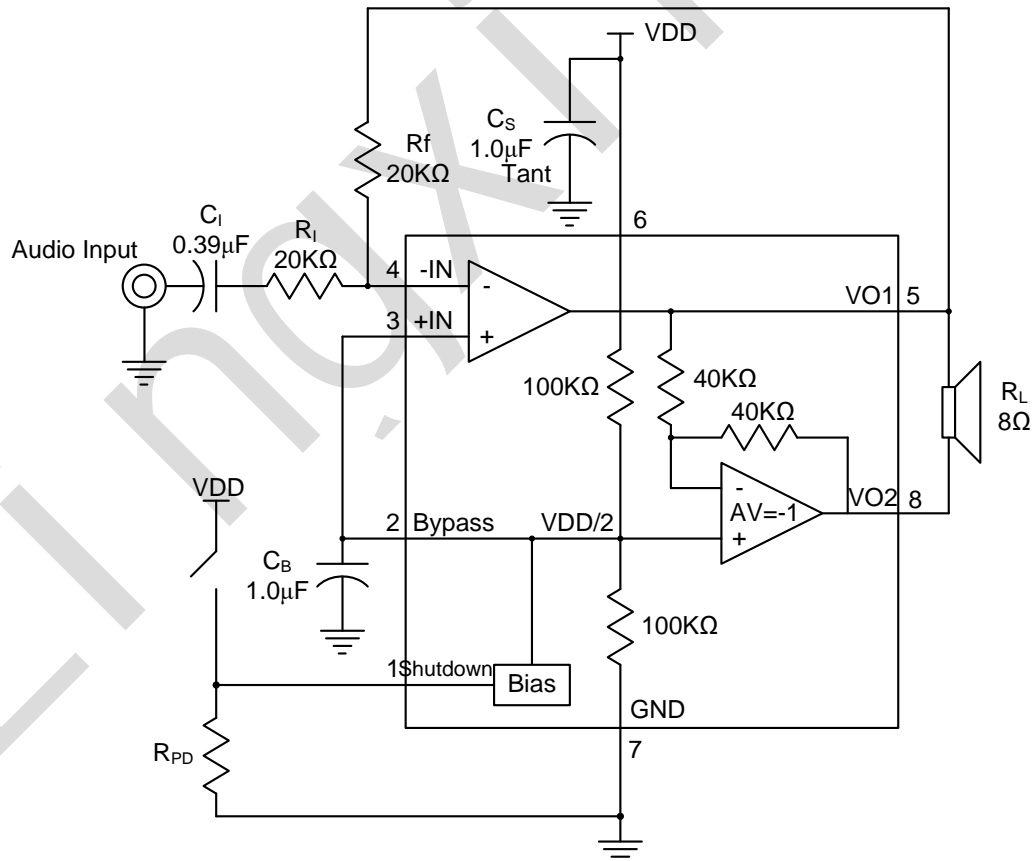 VDD
CS
1.0μF
Tant
Rf
20KΩ
CI
0.39μF
RI
20KΩ
Audio Input
6
4
-IN
-
3
+IN
+
VO1
5
100KΩ
40KΩ
40KΩ
RL
8Ω
VDD
-
AV=-1
+
VO2
8
2
Bypass
VDD/2
CB
1.0μF
100KΩ
1
Shutdown
Bias
GND
7
RPD
Lingxi